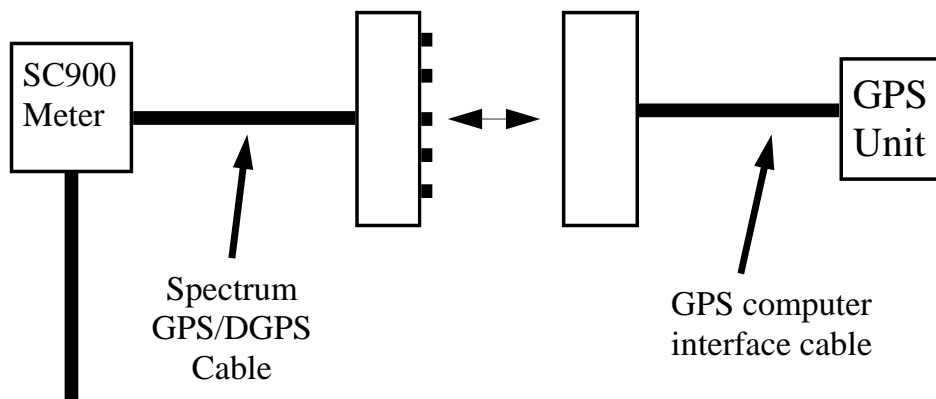 SC900
Meter
GPS
Unit
Spectrum
GPS/DGPS
Cable
GPS computer
interface cable